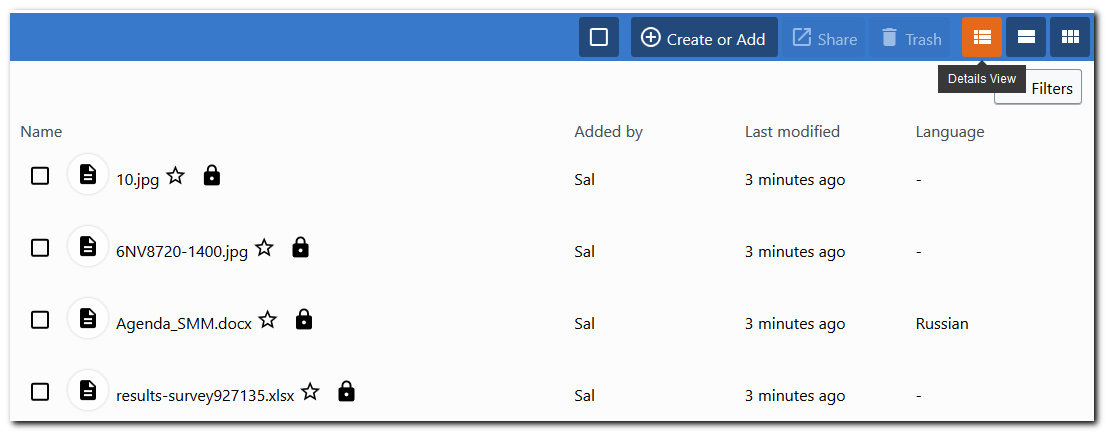 Create or Add Share Trash
Details View
Filters
Name Added by Last modified Language
10.jpg Sal 3 minutes ago -
6NV8720-1400.jpg Sal 3 minutes ago -
Agenda_SMM.docx Sal 3 minutes ago Russian
results-survey927135.xlsx Sal 3 minutes ago -